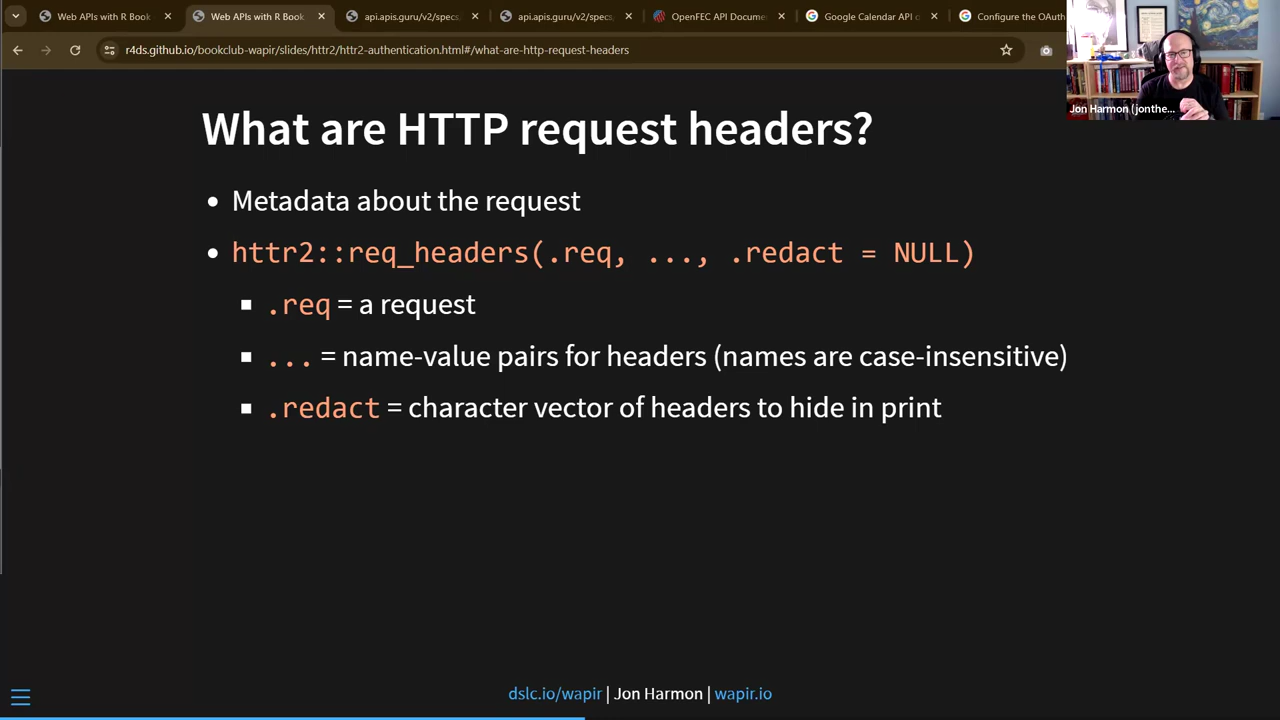 Web APIs with R Book
Web APIs with R Book
api.apis.guru/v2/specs
api.apis.guru/v2/specs
OpenFEC API Docume
Google Calendar API o
Configure the OAuth
r4ds.github.io/bookclub-wapir/slides/httr2/httr2-authentication.html#/what-are-http-request-headers
Jon Harmon (jonthe...
What are HTTP request headers?
• Metadata about the request
• httr2::req_headers(.req, ..., .redact = NULL)
▪ .req = a request
▪ ... = name-value pairs for headers (names are case-insensitive)
▪ .redact = character vector of headers to hide in print
dslc.io/wapir | Jon Harmon | wapir.io